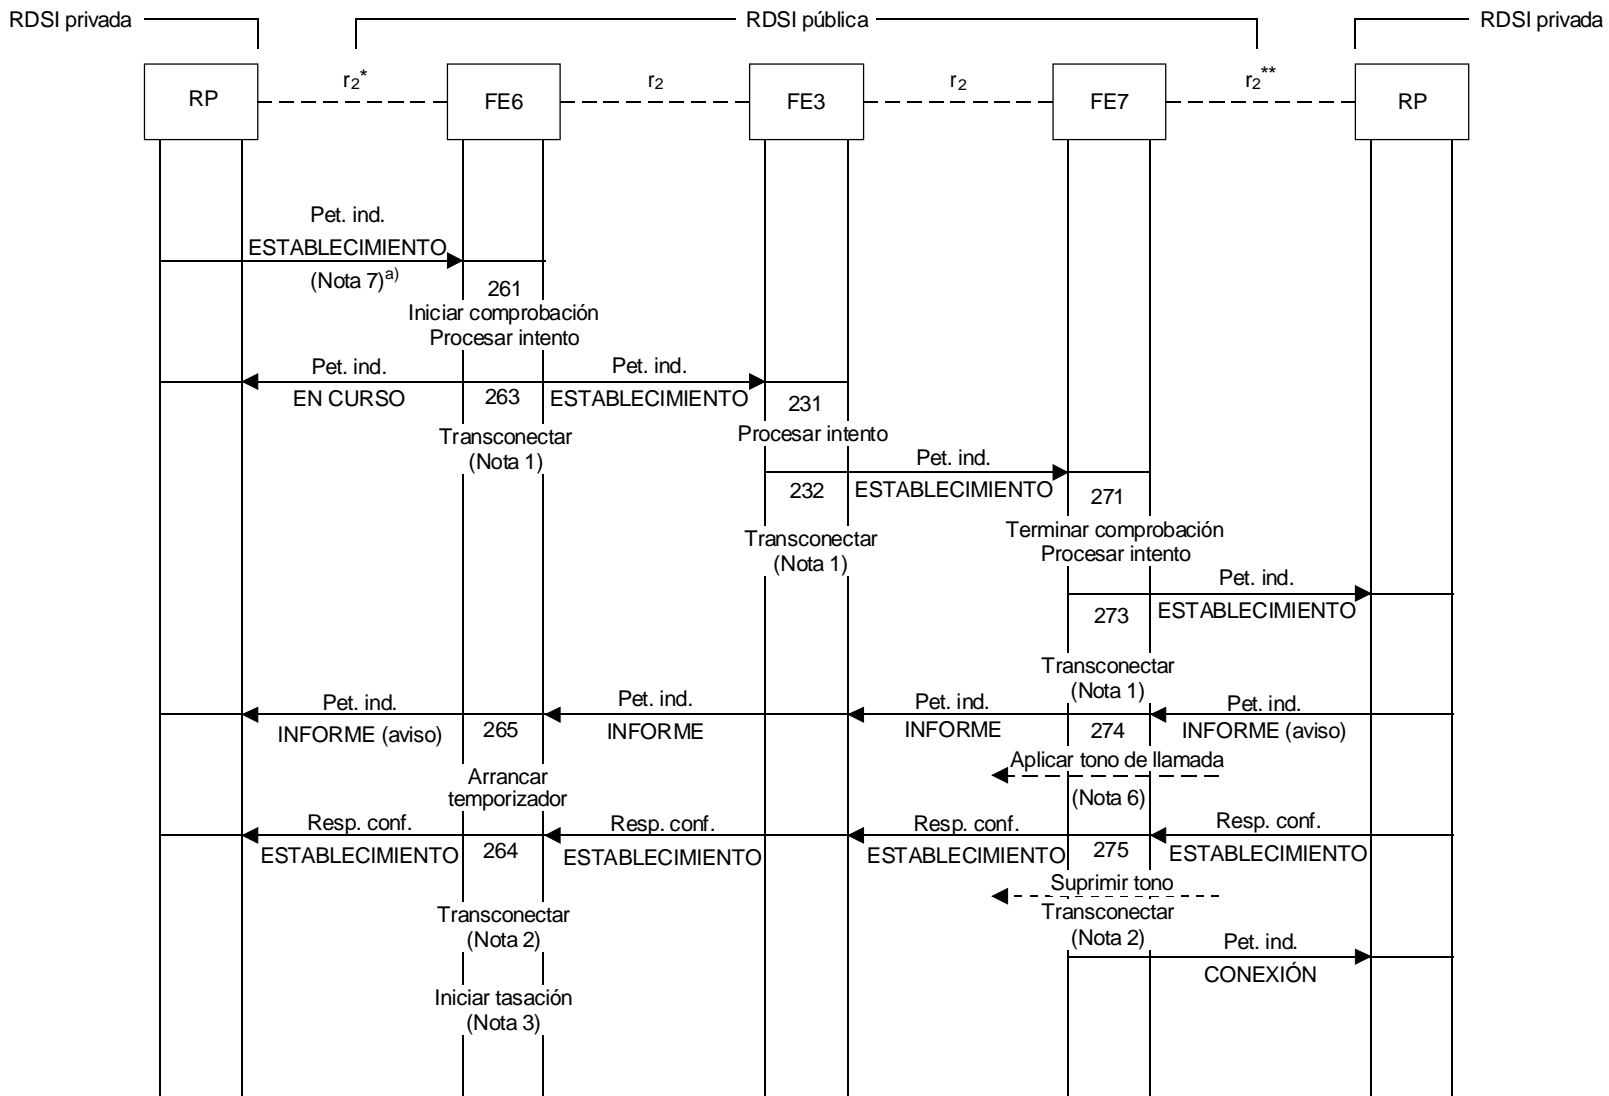 RDSI privada
RDSI pública
RDSI privada
RP
r2*
FE6
r2
FE3
r2
FE7
r2**
RP
Pet. ind.
ESTABLECIMIENTO
(Nota 7)a)
261
Iniciar comprobación
Procesar intento
Pet. ind.
EN CURSO
263
Pet. ind.
ESTABLECIMIENTO
231
Transconectar
(Nota 1)
Procesar intento
Pet. ind.
ESTABLECIMIENTO
232
271
Transconectar
(Nota 1)
Terminar comprobación
Procesar intento
Pet. ind.
ESTABLECIMIENTO
273
Transconectar
(Nota 1)
Pet. ind.
INFORME (aviso)
265
Pet. ind.
INFORME
Pet. ind.
INFORME
274
Pet. ind.
INFORME (aviso)
Aplicar tono de llamada
(Nota 6)
Arrancar
temporizador
Resp. conf.
ESTABLECIMIENTO
264
Resp. conf.
ESTABLECIMIENTO
Resp. conf.
ESTABLECIMIENTO
275
Resp. conf.
ESTABLECIMIENTO
Suprimir tono
Transconectar
(Nota 2)
Transconectar
(Nota 2)
Pet. ind.
CONEXIÓN
Iniciar tasación
(Nota 3)